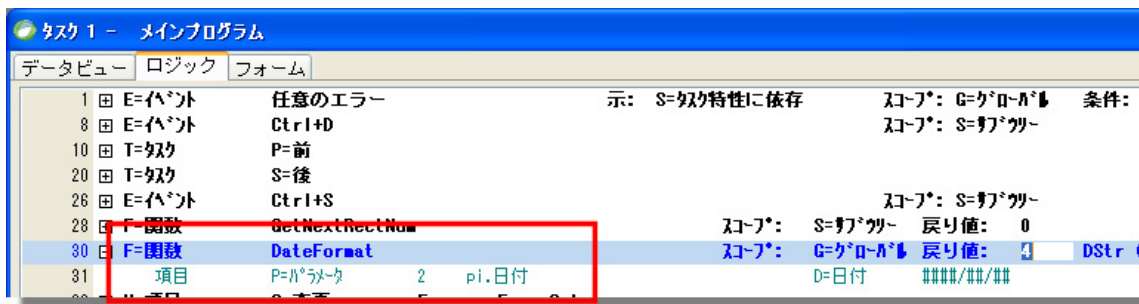 タスク 1 - メインプログラム
データビュー ロジック フォーム
1 E=イベント 任意のエラー 示: S=タスク特性に依存 スコープ: G=グローバル 条件:
8 E=イベント Ctrl+D スコープ: S=サブツリー
10 T=タスク P=前
20 T=タスク S=後
26 E=イベント Ctrl+S スコープ: S=サブツリー
28 F=関数 GetNextRectNum スコープ: S=サブツリー 戻り値: 0
30 F=関数 DateFormat スコープ: G=グローバル 戻り値: 4 DStr (
31 項目 P=パラメータ 2 pi.日付 D=日付 ####/##/##